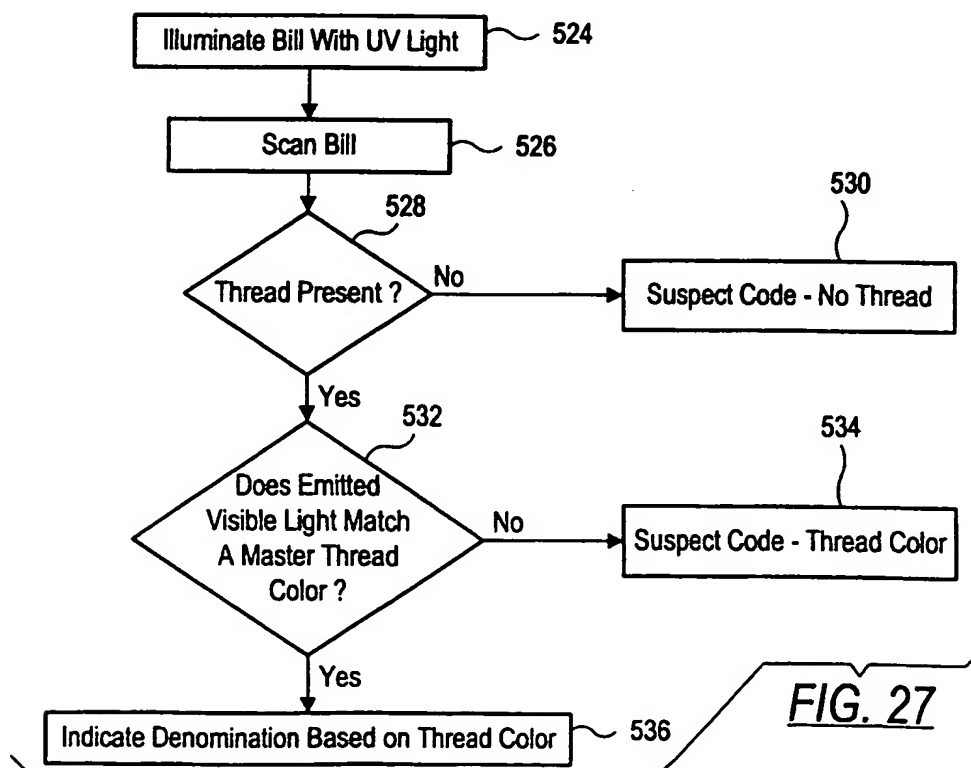 Illuminate Bill With UV Light
524
Scan Bill
526
528
530
Thread Present ?
No
Suspect Code - No Thread
Yes
532
534
Does Emitted
Visible Light Match
A Master Thread
Color ?
No
Suspect Code - Thread Color
Yes
Indicate Denomination Based on Thread Color
536
FIG. 27